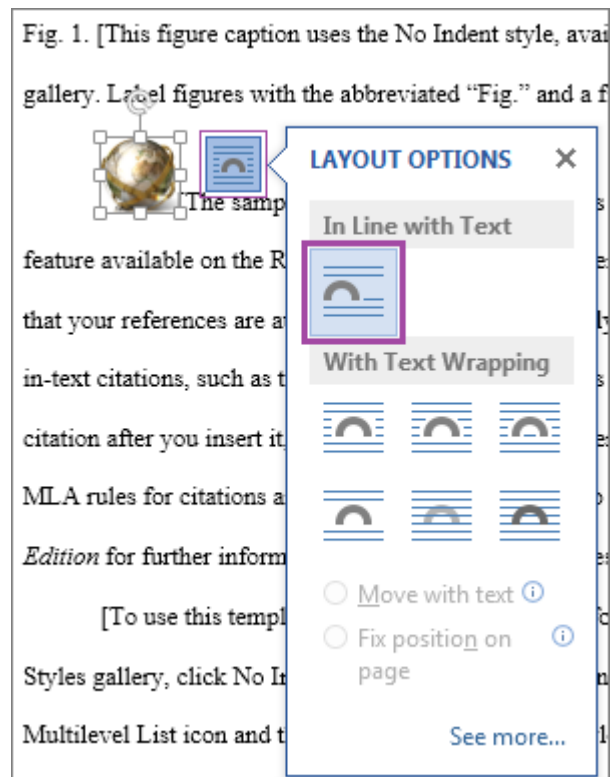 Fig. 1. [This figure caption uses the No Indent style, avai
gallery. Label figures with the abbreviated “Fig.” and a f
[The samp
feature available on the R
that your references are a
in-text citations, such as t
citation after you insert it,
MLA rules for citations a
Edition for further inform
[To use this templ
Styles gallery, click No In
Multilevel List icon and t
LAYOUT OPTIONS
In Line with Text
With Text Wrapping
Move with text
Fix position on
page
See more...